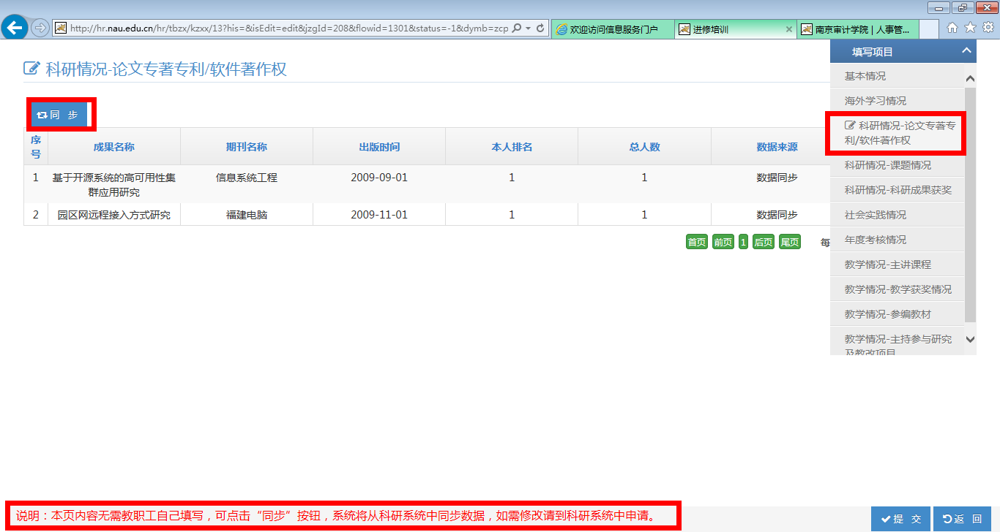 http://hr.nau.edu.cn/hr/tbzx/kzxx/13?his=&isEdit=edit&jzgId=208&flowid=1301&status=-1&dymb=zcp
欢迎访问信息服务门户
进修培训
南京审计学院 | 人事管...
科研情况-论文专著专利/软件著作权
同 步
序
号
成果名称
期刊名称
出版时间
本人排名
总人数
数据来源
1
基于开源系统的高可用性集
群应用研究
信息系统工程
2009-09-01
1
1
数据同步
2
园区网远程接入方式研究
福建电脑
2009-11-01
1
1
数据同步
首页 前页 1 后页 尾页 每
填写项目
基本情况
海外学习情况
科研情况-论文专著专
利/软件著作权
科研情况-课题情况
科研情况-科研成果获奖
社会实践情况
年度考核情况
教学情况-主讲课程
教学情况-教学获奖情况
教学情况-参编教材
教学情况-主持参与研究
及教改项目
说明：本页内容无需教职工自己填写，可点击“同步”按钮，系统将从科研系统中同步数据，如需修改请到科研系统中申请。
提 交
返 回